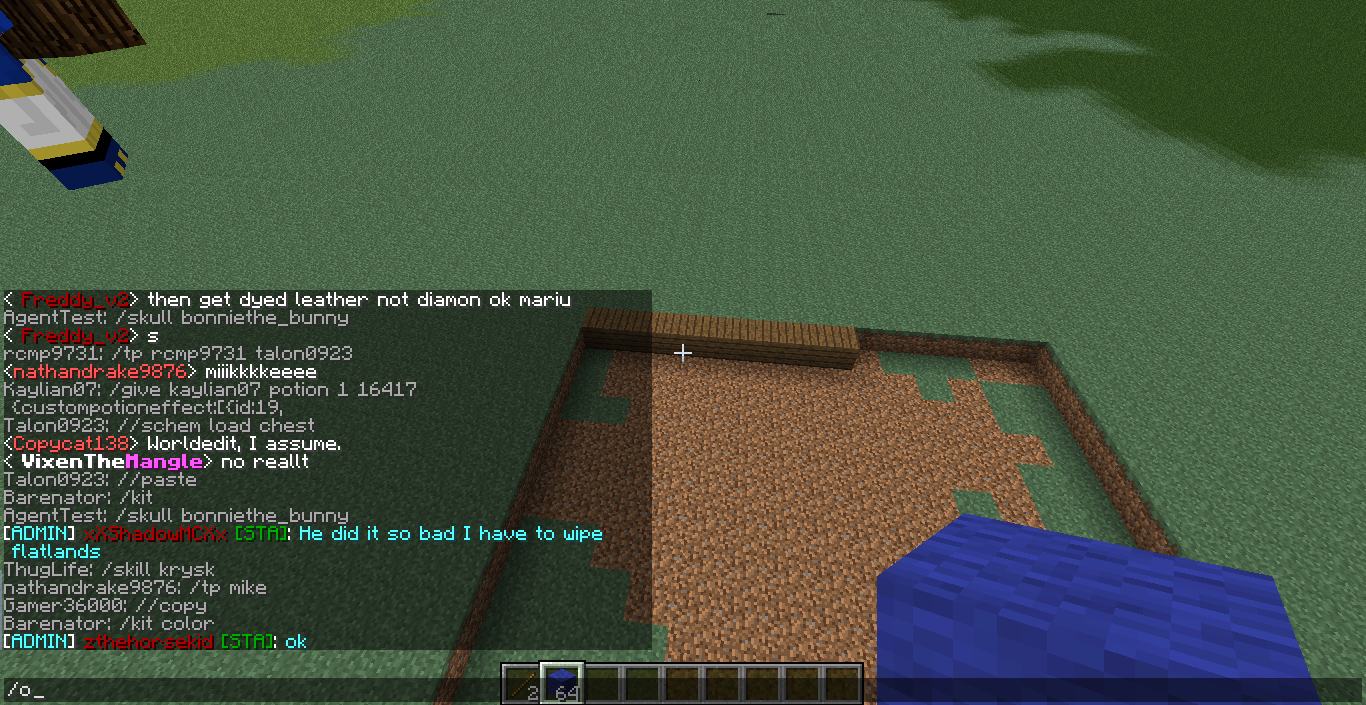 < Freddy_v2> then get dyed leather not diamon ok mariu
AgentTest: /skull bonniethe_bunny
< Freddy_v2> s
rcmp9731: /tp rcmp9731 talon0923
<nathandrake9876> miiikkkkeeee
Kaylian07: /give kaylian07 potion 1 16417
{custompotioneffect:[{id:19,
Talon0923: //schem load chest
<Copycat138> Worldedit, I assume.
< VixenTheMangle> no reallt
Talon0923: //paste
Barenator: /kit
AgentTest: /skull bonniethe_bunny
[ADMIN] xXShadowMCXx [STA]: He did it so bad I have to wipe
flatlands
ThugLife: /skill krysk
nathandrake9876: /tp mike
Gamer36000: //copy
Barenator: /kit color
[ADMIN] zthehorsekid [STA]: ok
/o_
2 64